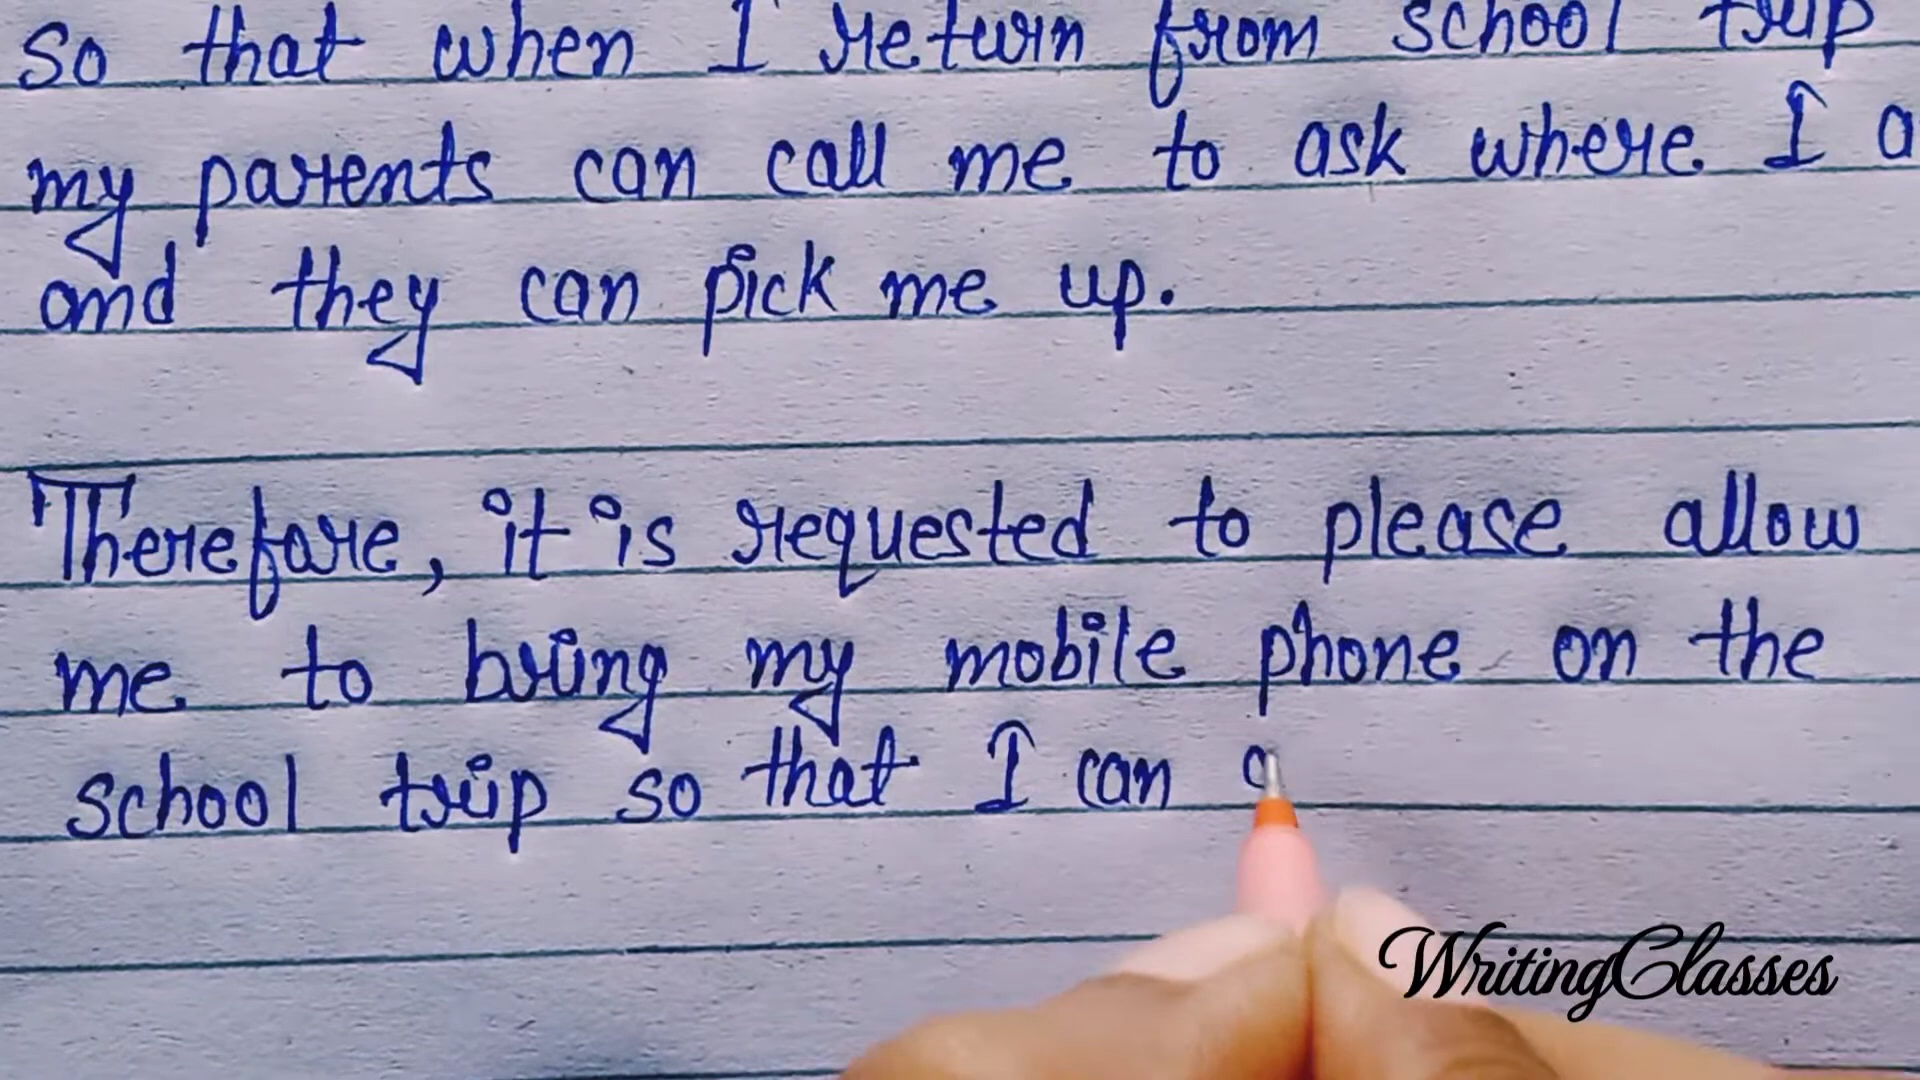 so that when I return from school trip
my parents can call me to ask where I a
and they can pick me up.
Therefore, it is requested to please allow
me to bring my mobile phone on the
school trip so that I can
WritingClasses